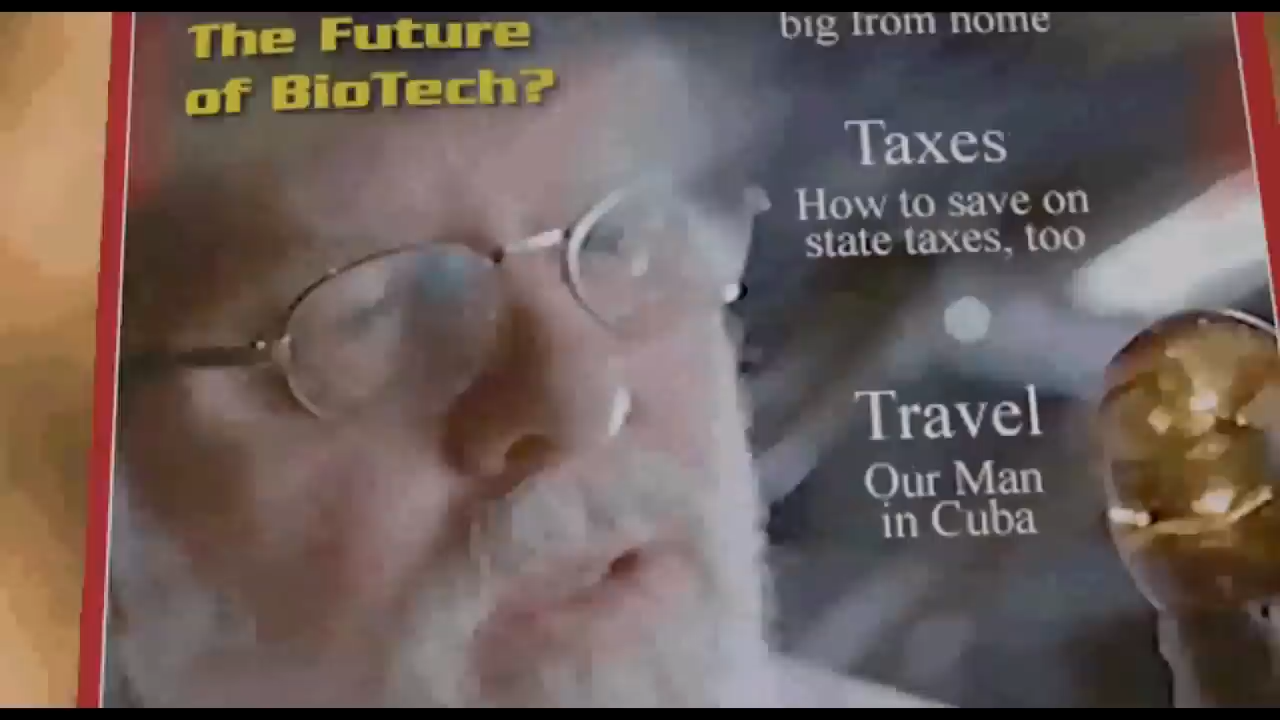 The Future
of BioTech?
big from home
Taxes
How to save on
state taxes, too
Travel
Our Man
in Cuba